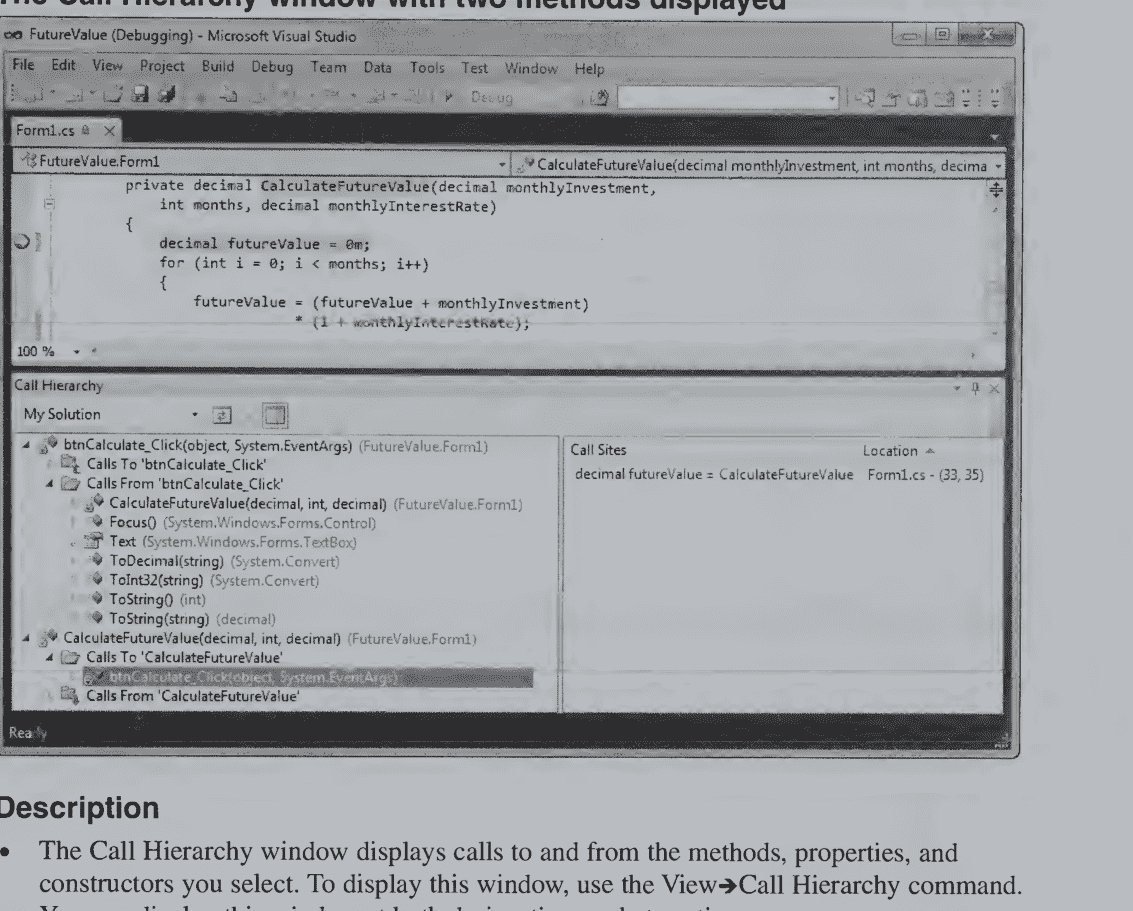 The Call Hierarchy window with two methods displayed
FutureValue (Debugging) - Microsoft Visual Studio
File Edit View Project Build Debug Team Data Tools Test Window Help
Debug
Form1.cs
FutureValue.Form1
CalculateFutureValue(decimal monthlyInvestment, int months, decima
private decimal CalculateFutureValue(decimal monthlyInvestment,
int months, decimal monthlyInterestRate)
{
decimal futureValue = 0m;
for (int i = 0; i < months; i++)
{
futureValue = (futureValue + monthlyInvestment)
* (1 + monthlyInterestRate);
100 %
Call Hierarchy
My Solution
btnCalculate_Click(object, System.EventArgs) (FutureValue.Form1)
Calls To 'btnCalculate_Click'
Calls From 'btnCalculate_Click'
CalculateFutureValue(decimal, int, decimal) (FutureValue.Form1)
Focus() (System.Windows.Forms.Control)
Text (System.Windows.Forms.TextBox)
ToDecimal(string) (System.Convert)
ToInt32(string) (System.Convert)
ToString() (int)
ToString(string) (decimal)
CalculateFutureValue(decimal, int, decimal) (FutureValue.Form1)
Calls To 'CalculateFutureValue'
btnCalculate_Click(object, System.EventArgs)
Calls From 'CalculateFutureValue'
Call Sites Location
decimal futureValue = CalculateFutureValue Form1.cs - (33, 35)
Ready
Description
• The Call Hierarchy window displays calls to and from the methods, properties, and
constructors you select. To display this window, use the View→Call Hierarchy command.